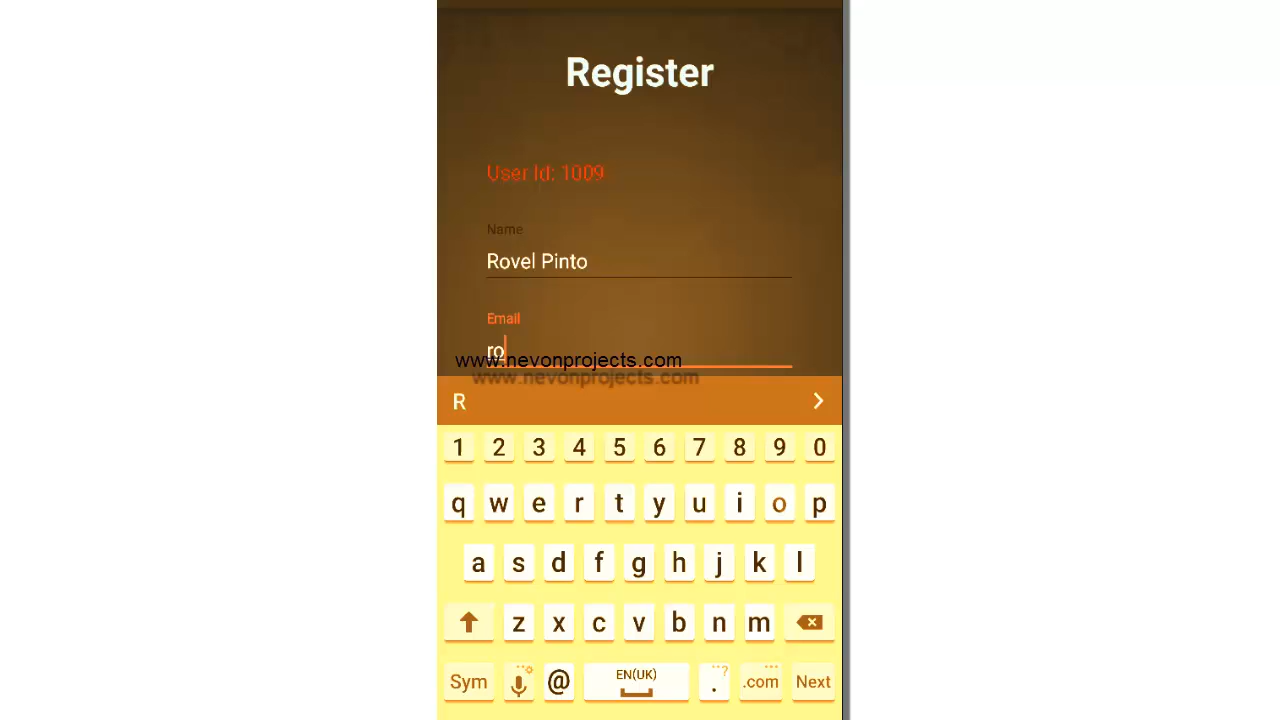 Register
User Id: 1009
Name
Rovel Pinto
Email
ro
www.nevonprojects.com
www.nevonprojects.com
R
1 2 3 4 5 6 7 8 9 0
q w e r t y u i o p
a s d f g h j k l
z x c v b n m
Sym @ EN(UK) . ? .com Next